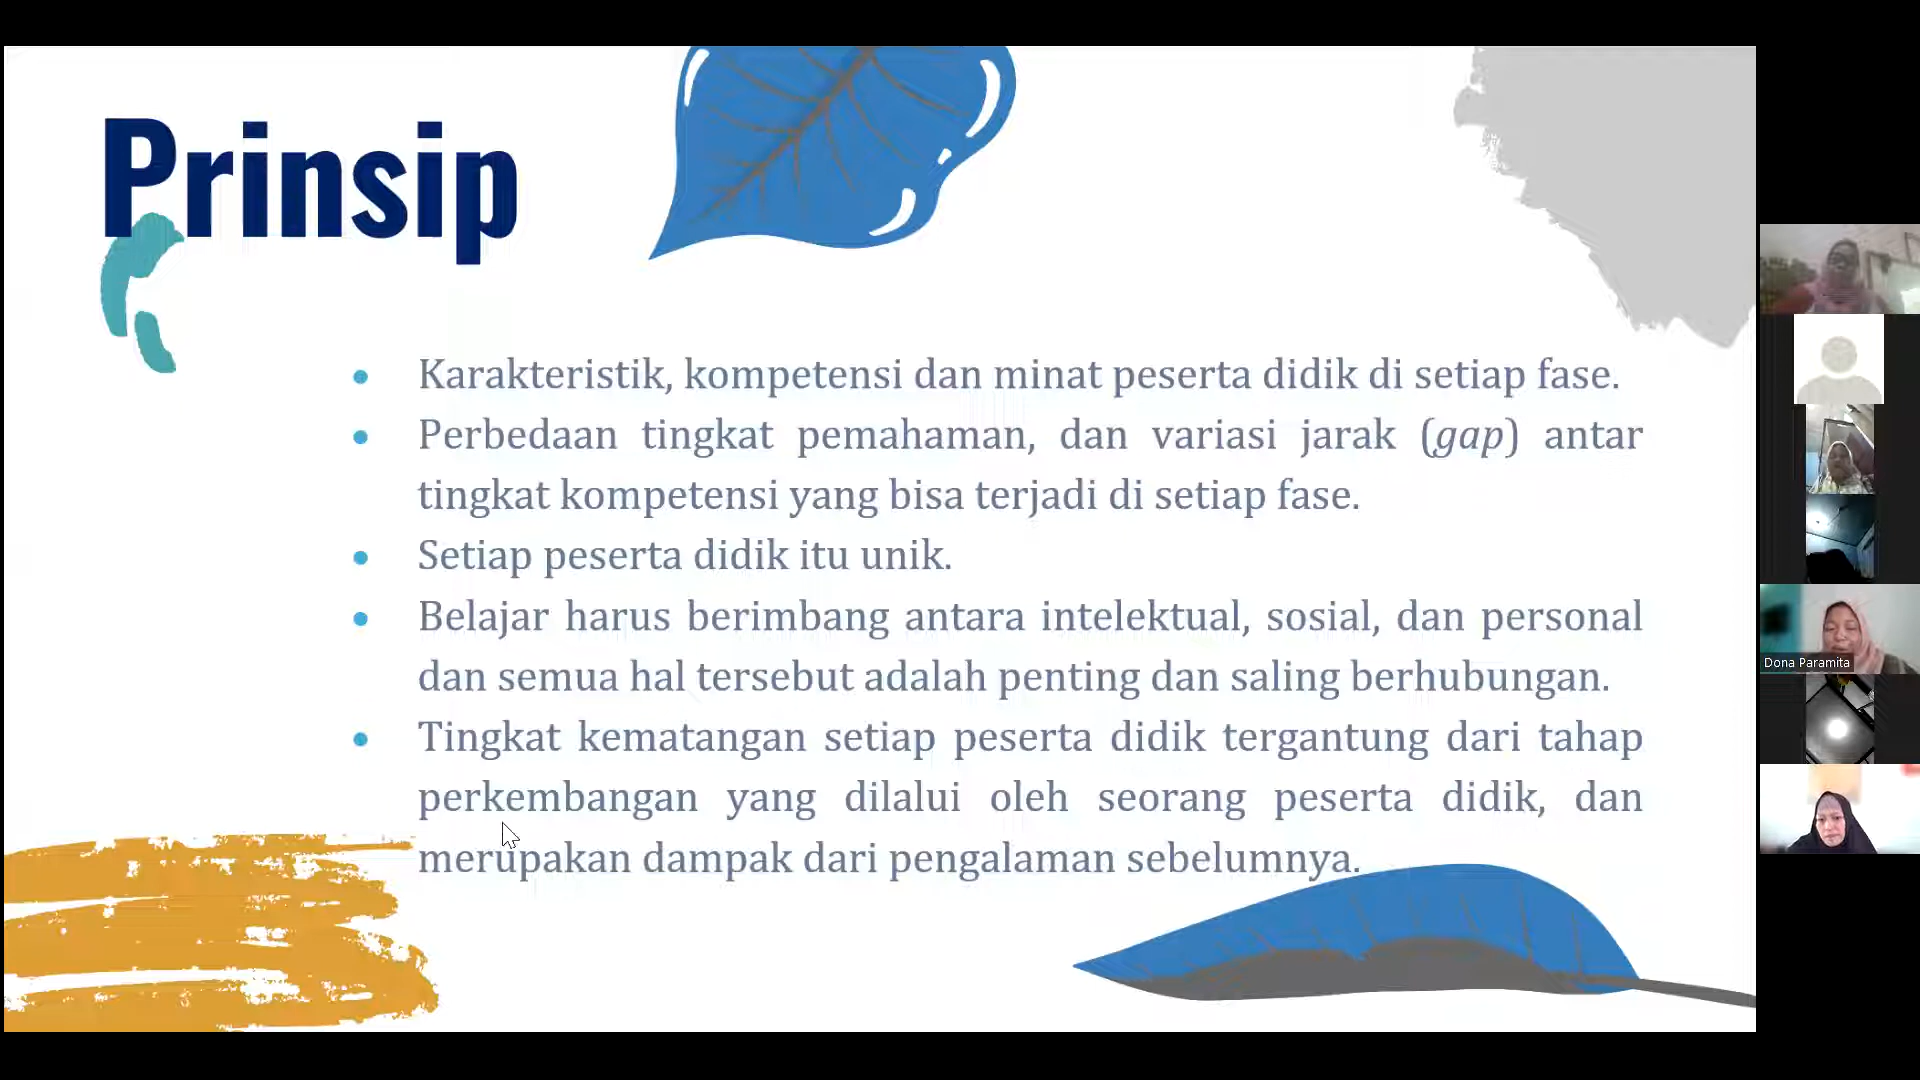 Prinsip
• Karakteristik, kompetensi dan minat peserta didik di setiap fase.
• Perbedaan tingkat pemahaman, dan variasi jarak (gap) antar
tingkat kompetensi yang bisa terjadi di setiap fase.
• Setiap peserta didik itu unik.
• Belajar harus berimbang antara intelektual, sosial, dan personal
dan semua hal tersebut adalah penting dan saling berhubungan.
• Tingkat kematangan setiap peserta didik tergantung dari tahap
perkembangan yang dilalui oleh seorang peserta didik, dan
merupakan dampak dari pengalaman sebelumnya.
Dona Paramita